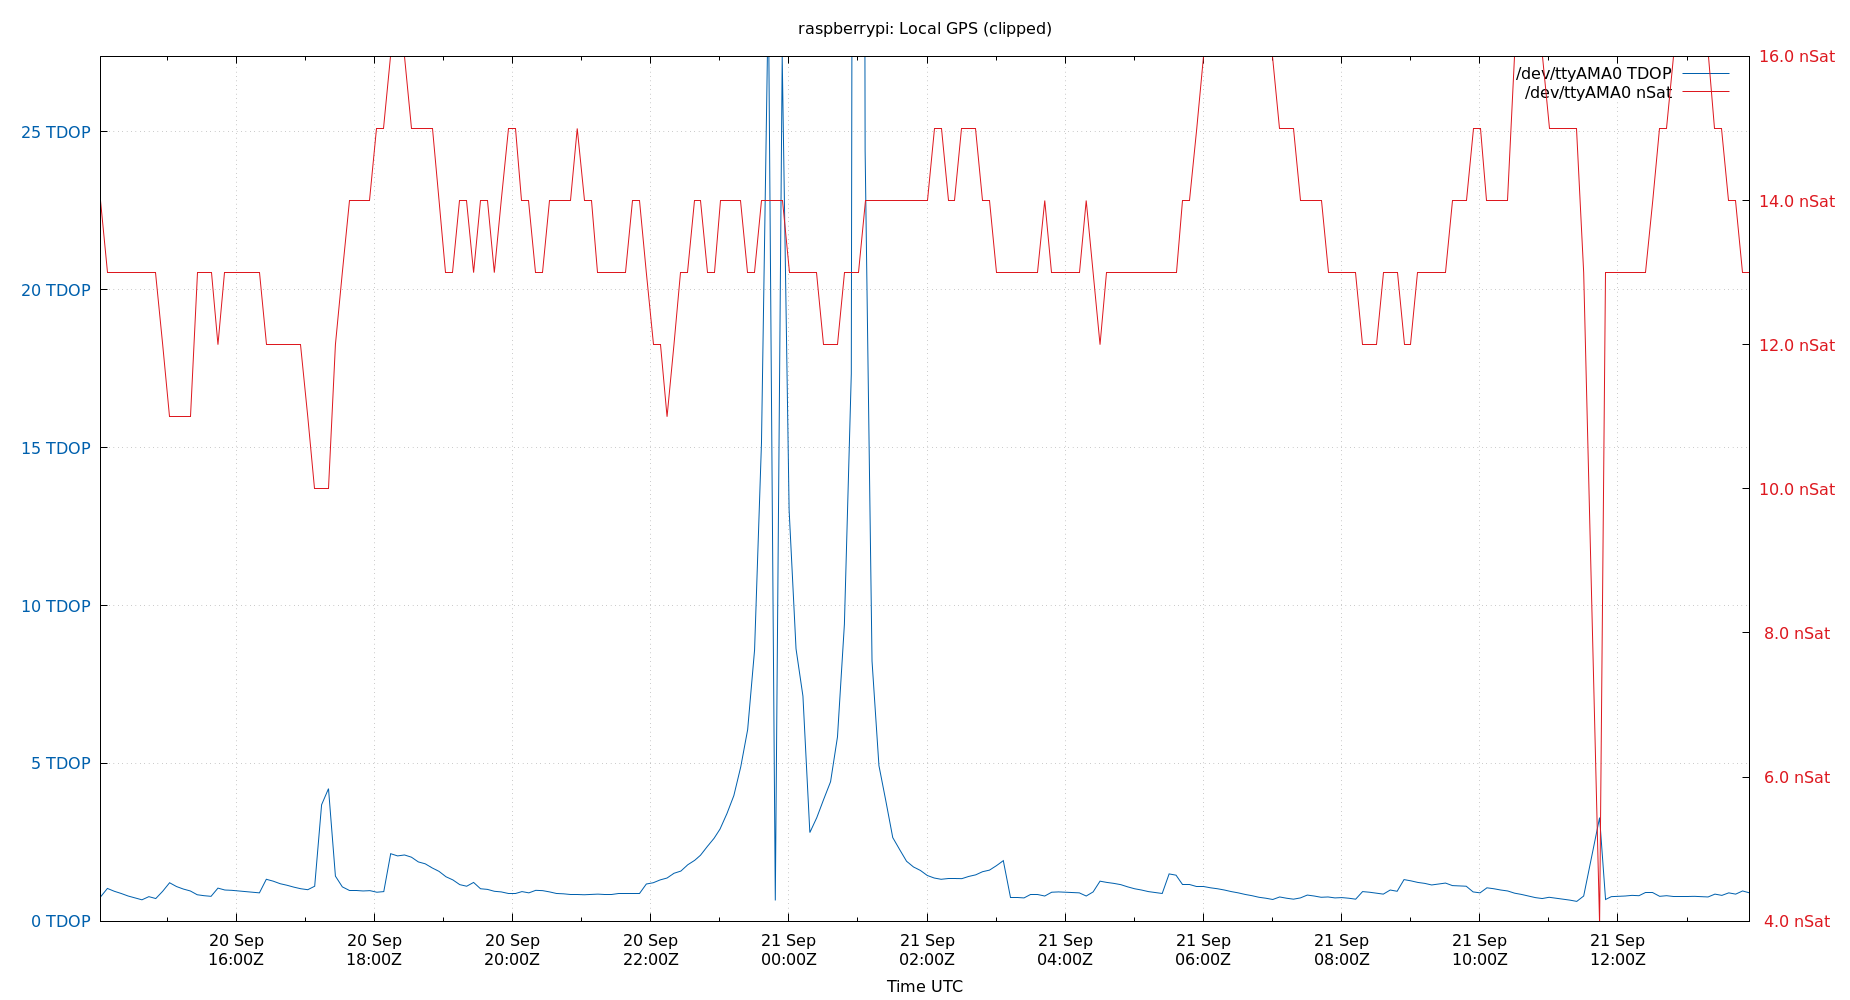 raspberrypi: Local GPS (clipped)
16.0 nSat
/dev/ttyAMA0 TDOP
/dev/ttyAMA0 nSat
25 TDOP
14.0 nSat
20 TDOP
12.0 nSat
15 TDOP
10.0 nSat
10 TDOP
8.0 nSat
5 TDOP
6.0 nSat
0 TDOP
4.0 nSat
20 Sep 20 Sep 20 Sep 20 Sep 21 Sep 21 Sep 21 Sep 21 Sep 21 Sep 21 Sep 21 Sep
16:00Z 18:00Z 20:00Z 22:00Z 00:00Z 02:00Z 04:00Z 06:00Z 08:00Z 10:00Z 12:00Z
Time UTC